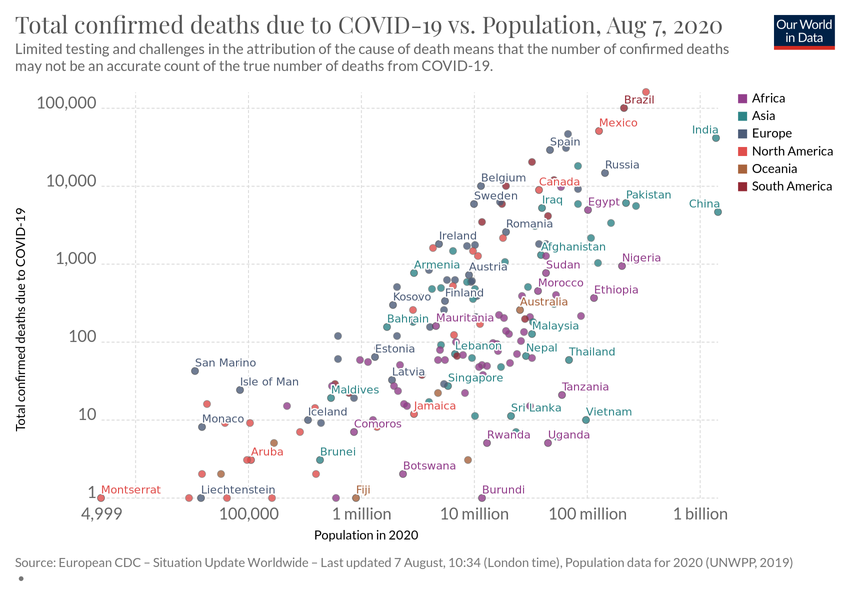 Total confirmed deaths due to COVID-19 vs. Population, Aug 7, 2020
Our World
in Data
Limited testing and challenges in the attribution of the cause of death means that the number of confirmed deaths
may not be an accurate count of the true number of deaths from COVID-19.
100,000
Brazil
Africa
Asia
Mexico
India
Europe
Spain
North America
Russia
Oceania
South America
10,000
Belgium
Canada
Sweden
Iraq
Egypt
Pakistan
China
Romania
Ireland
Afghanistan
1,000
Armenia
Austria
Sudan
Nigeria
Morocco
Kosovo
Finland
Ethiopia
Australia
Bahrain
Mauritania
Malaysia
100
Estonia
Lebanon
Nepal
Thailand
San Marino
Latvia
Singapore
Isle of Man
Maldives
Tanzania
Iceland
Jamaica
Sri Lanka
Vietnam
10
Monaco
Comoros
Rwanda
Uganda
Aruba
Brunei
Botswana
Montserrat
Liechtenstein
Fiji
Burundi
1
4,999
100,000
1 million
10 million
100 million
1 billion
Total confirmed deaths due to COVID-19
Population in 2020
Source: European CDC – Situation Update Worldwide – Last updated 7 August, 10:34 (London time), Population data for 2020 (UNWPP, 2019)